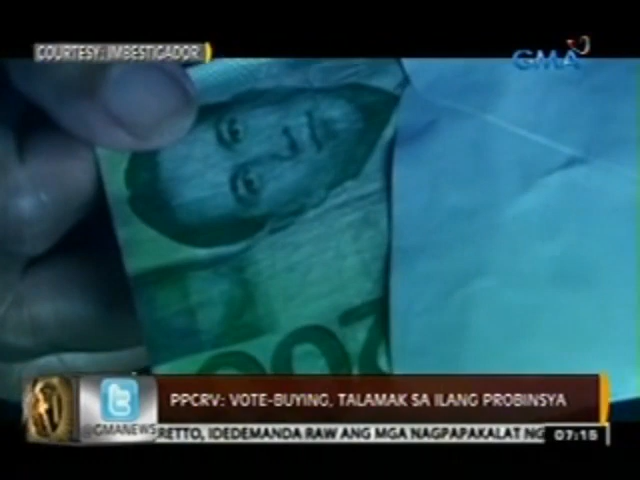 COURTESY: IMBESTIGADOR
GMA
200
PPCRV: VOTE-BUYING, TALAMAK SA ILANG PROBINSYA
@GMANEWS
RETTO, IDEDEMANDA RAW ANG MGA NAGPAPAKALAT NG
07:15